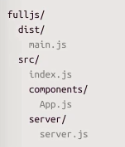 fulljs/
dist/
main.js
src/
index.js
components/
App.js
server/
server.js